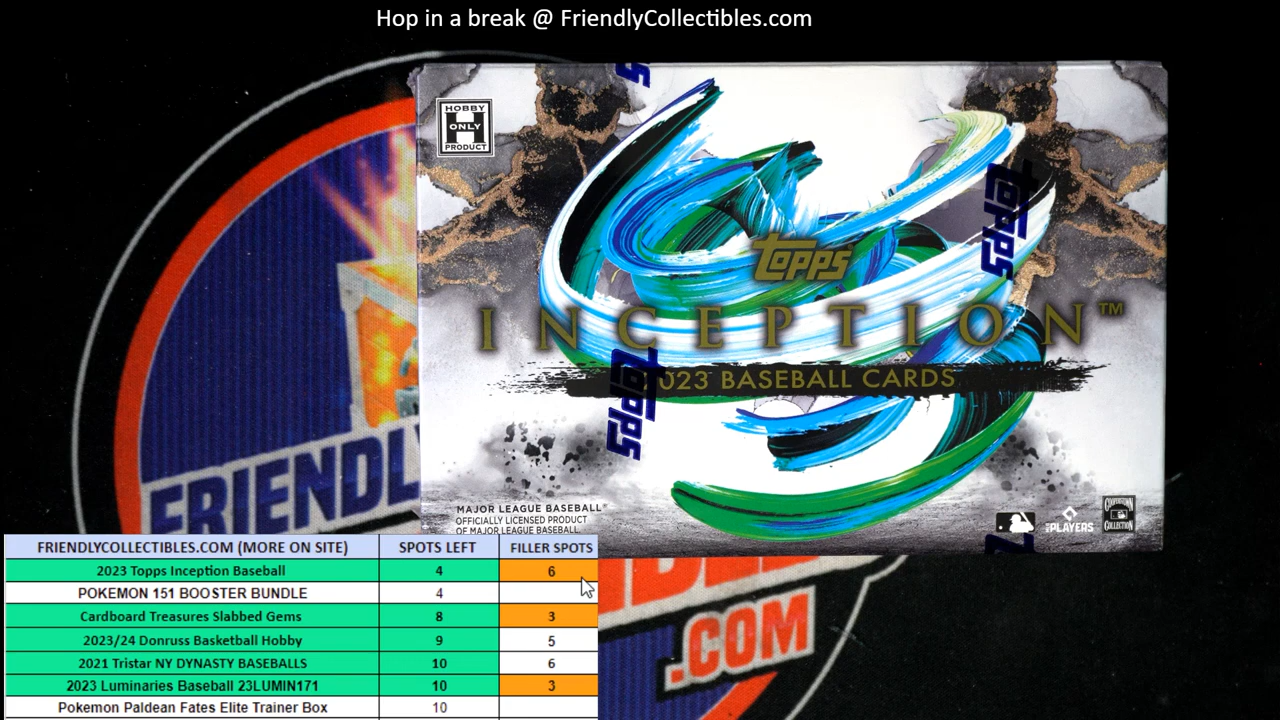 Hop in a break @ FriendlyCollectibles.com
HOBBY
H
ONLY
PRODUCT
topps
topps
topps
INCEPTION™
2023 BASEBALL CARDS
topps
MAJOR LEAGUE BASEBALL®
OFFICIALLY LICENSED PRODUCT
OF MAJOR LEAGUE BASEBALL.
PLAYERS
COOPERSTOWN
COLLECTION
FRIENDLY
.COM
FRIENDLYCOLLECTIBLES.COM (MORE ON SITE) SPOTS LEFT FILLER SPOTS
2023 Topps Inception Baseball 4 6
POKEMON 151 BOOSTER BUNDLE 4
Cardboard Treasures Slabbed Gems 8 3
2023/24 Donruss Basketball Hobby 9 5
2021 Tristar NY DYNASTY BASEBALLS 10 6
2023 Luminaries Baseball 23LUMIN171 10 3
Pokemon Paldean Fates Elite Trainer Box 10